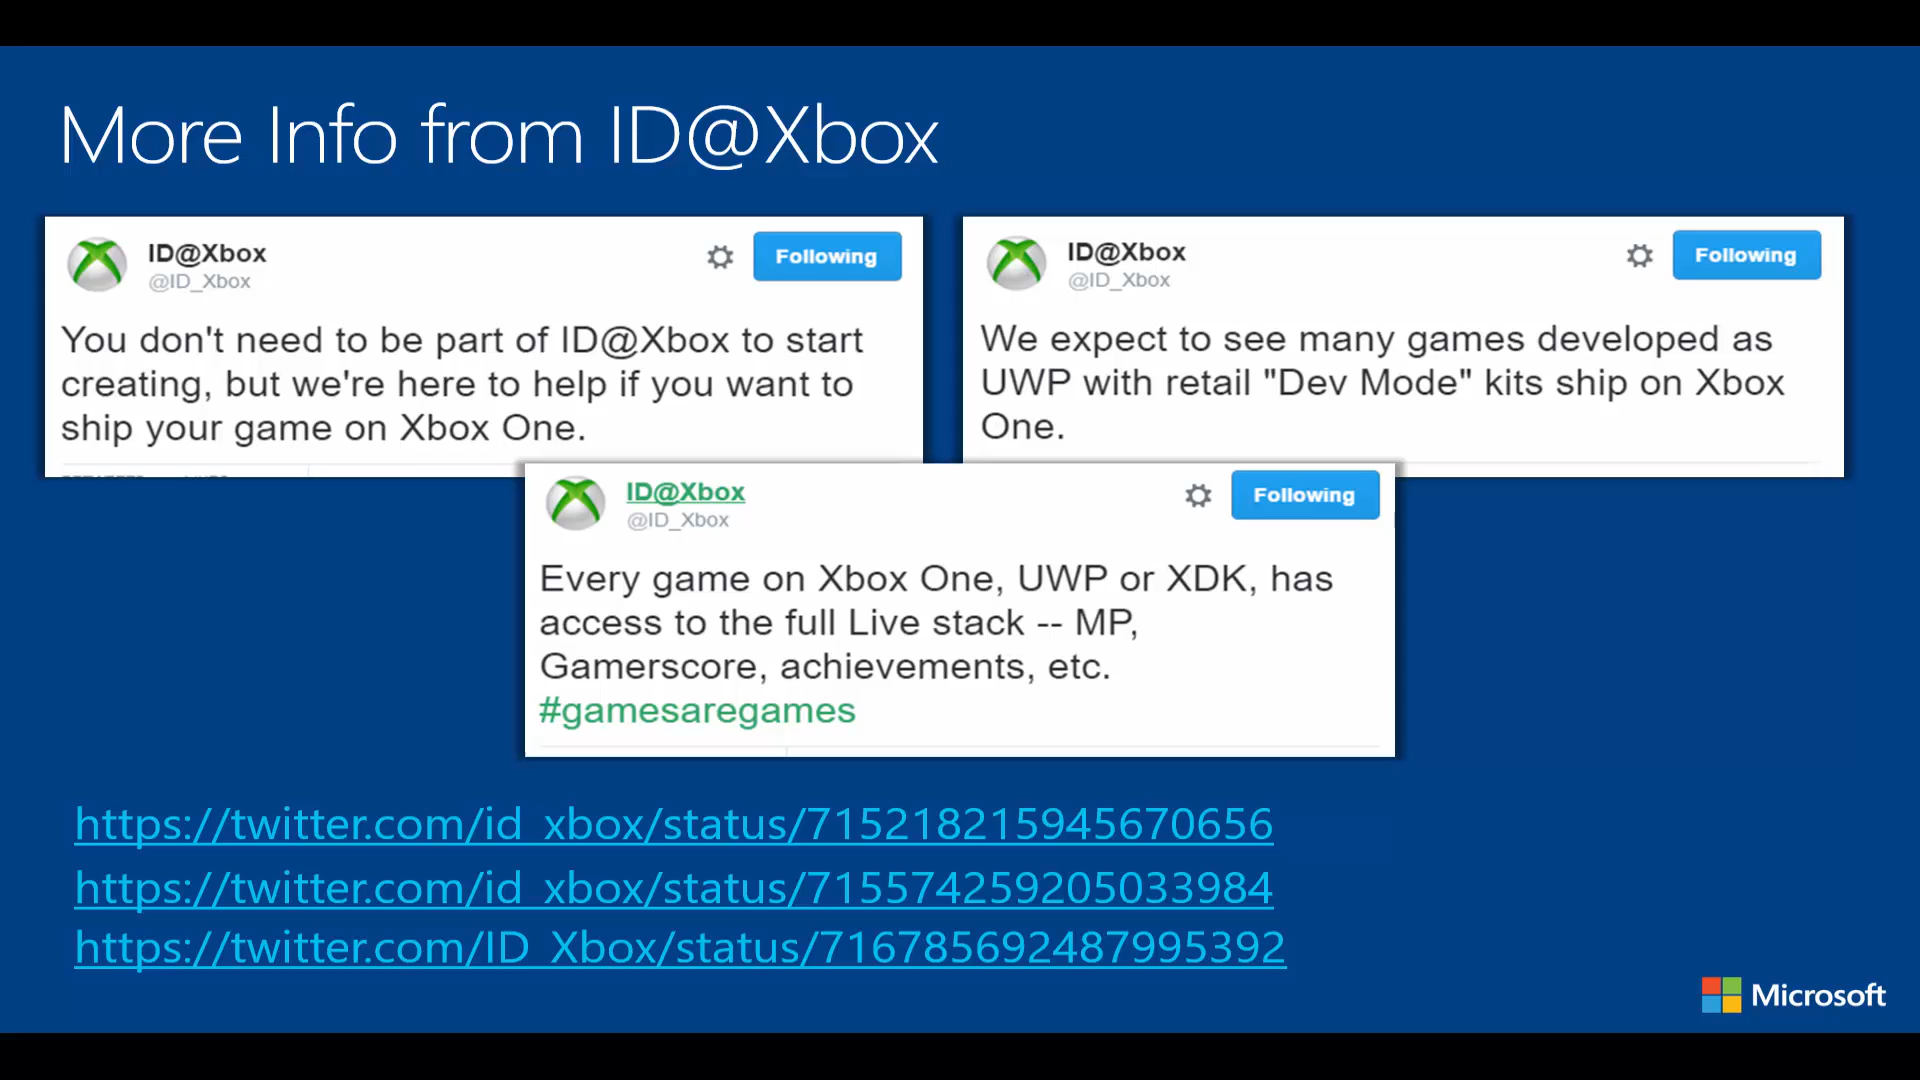 More Info from ID@Xbox
ID@Xbox
@ID_Xbox
Following
You don't need to be part of ID@Xbox to start
creating, but we're here to help if you want to
ship your game on Xbox One.
ID@Xbox
@ID_Xbox
Following
We expect to see many games developed as
UWP with retail "Dev Mode" kits ship on Xbox
One.
ID@Xbox
@ID_Xbox
Following
Every game on Xbox One, UWP or XDK, has
access to the full Live stack -- MP,
Gamerscore, achievements, etc.
#gamesaregames
https://twitter.com/id_xbox/status/715218215945670656
https://twitter.com/id_xbox/status/715574259205033984
https://twitter.com/ID_Xbox/status/716785692487995392
Microsoft